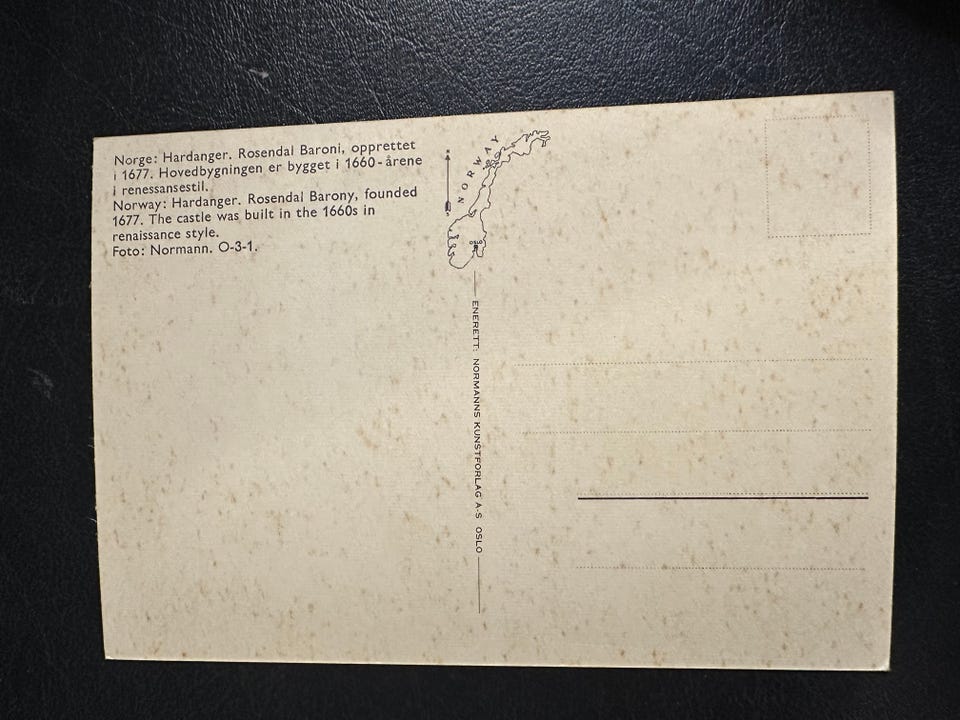 Norge: Hardanger. Rosendal Baroni, opprettet
i 1677. Hovedbygningen er bygget i 1660-årene
i renessansestil.
Norway: Hardanger. Rosendal Barony, founded
1677. The castle was built in the 1660s in
renaissance style.
Foto: Normann. O-3-1.
NORWAY
OSLO
ENERETT: NORMANNS KUNSTFORLAG A·S OSLO